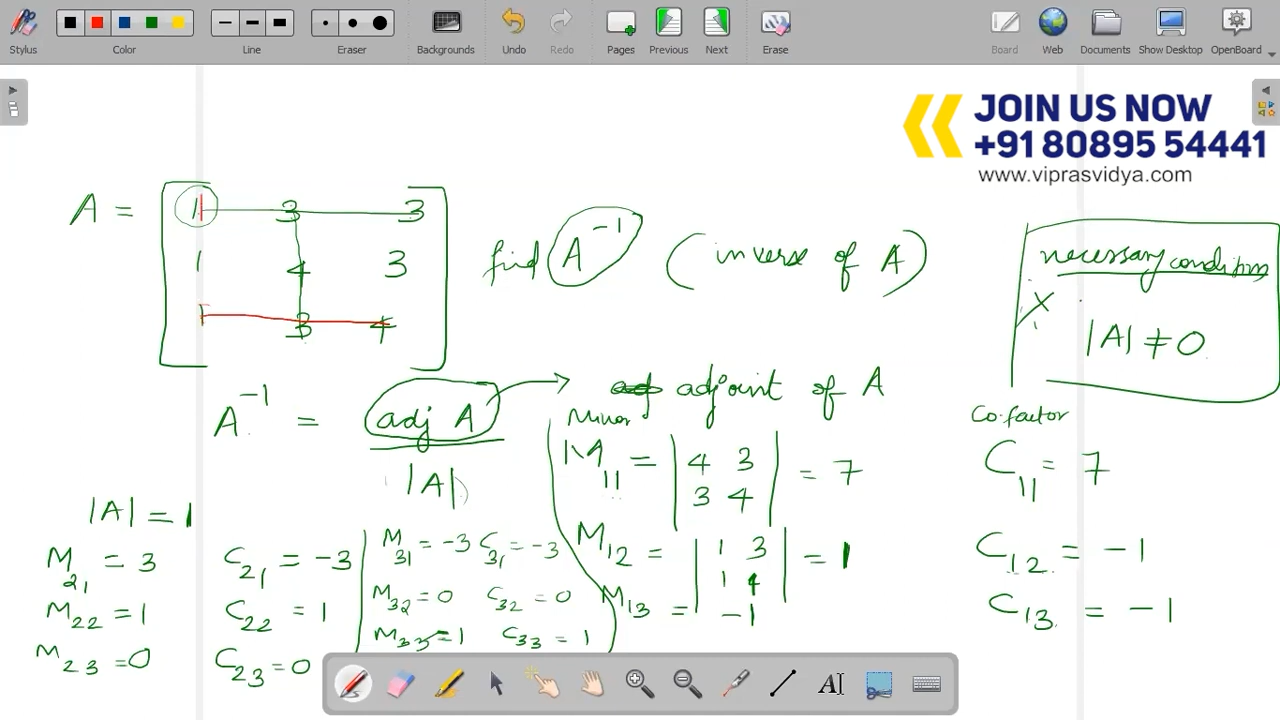 Stylus Color Line Eraser Backgrounds Undo Redo Pages Previous Next Erase Board Web Documents Show Desktop OpenBoard
JOIN US NOW
+91 80895 54441
www.viprasvidya.com
A = [ 1 3 3
1 4 3
1 3 4 ]
find A⁻¹ (inverse of A)
necessary conditions
|A| ≠ 0
A⁻¹ = adj A / |A|
adjoint of A
Minor
M₁₁ = | 4 3
3 4 | = 7
M₁₂ = | 1 3
1 4 | = 1
M₁₃ = -1
Cofactor
C₁₁ = 7
C₁₂ = -1
C₁₃ = -1
|A| = 1
M₂₁ = 3 C₂₁ = -3
M₂₂ = 1 C₂₂ = 1
M₂₃ = 0 C₂₃ = 0
M₃₁ = -3 C₃₁ = -3
M₃₂ = 0 C₃₂ = 0
M₃₃ = 1 C₃₃ = 1